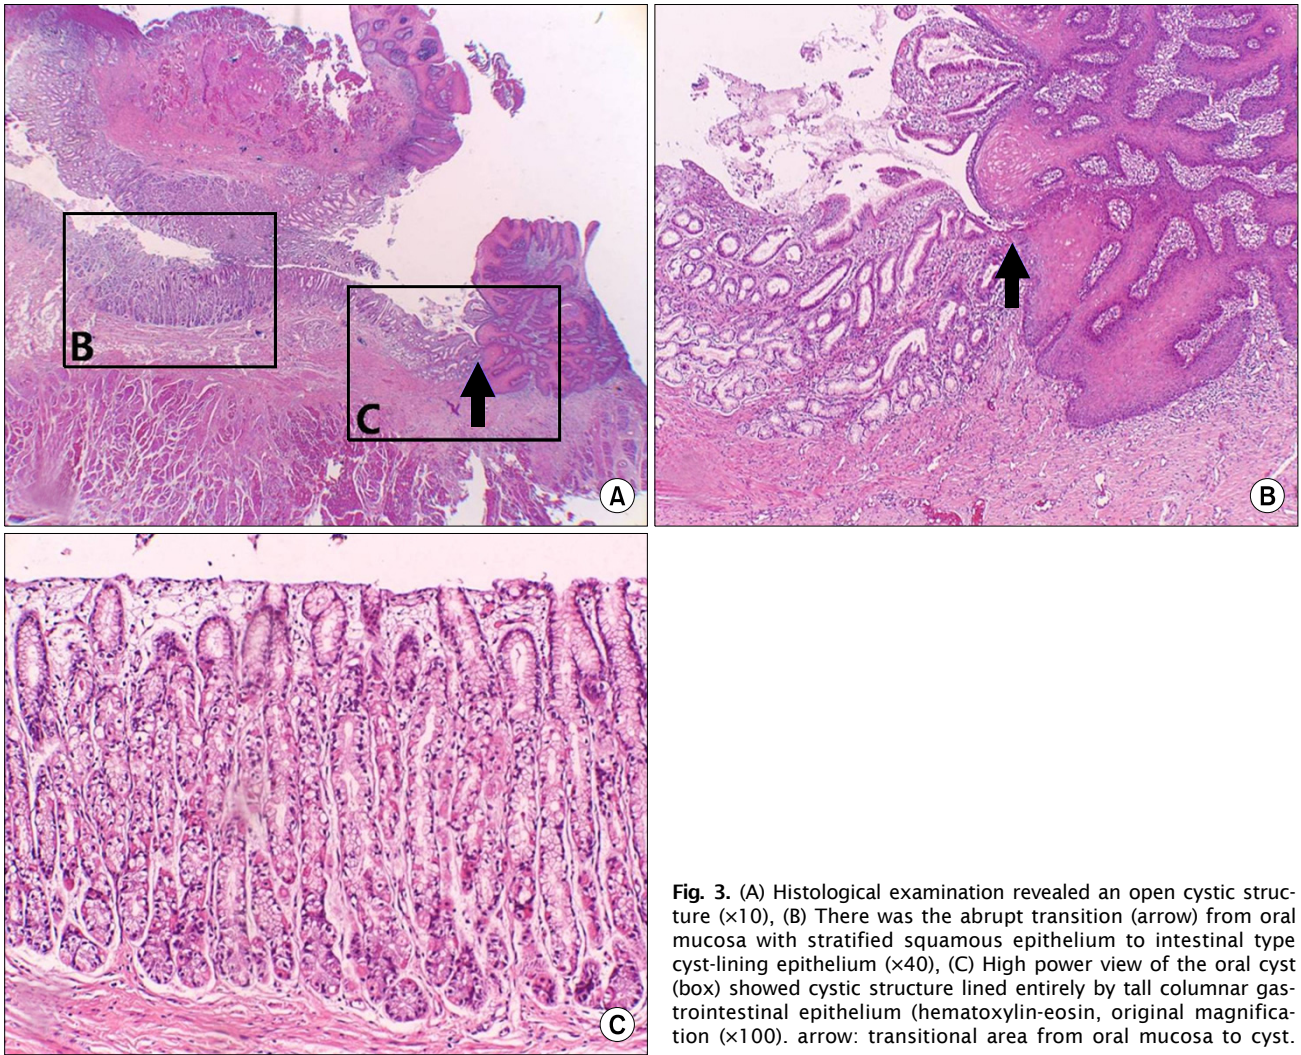 B
C
A
B
C
Fig. 3. (A) Histological examination revealed an open cystic struc-
ture (×10), (B) There was the abrupt transition (arrow) from oral
mucosa with stratified squamous epithelium to intestinal type
cyst-lining epithelium (×40), (C) High power view of the oral cyst
(box) showed cystic structure lined entirely by tall columnar gas-
trointestinal epithelium (hematoxylin-eosin, original magnifica-
tion (×100). arrow: transitional area from oral mucosa to cyst.